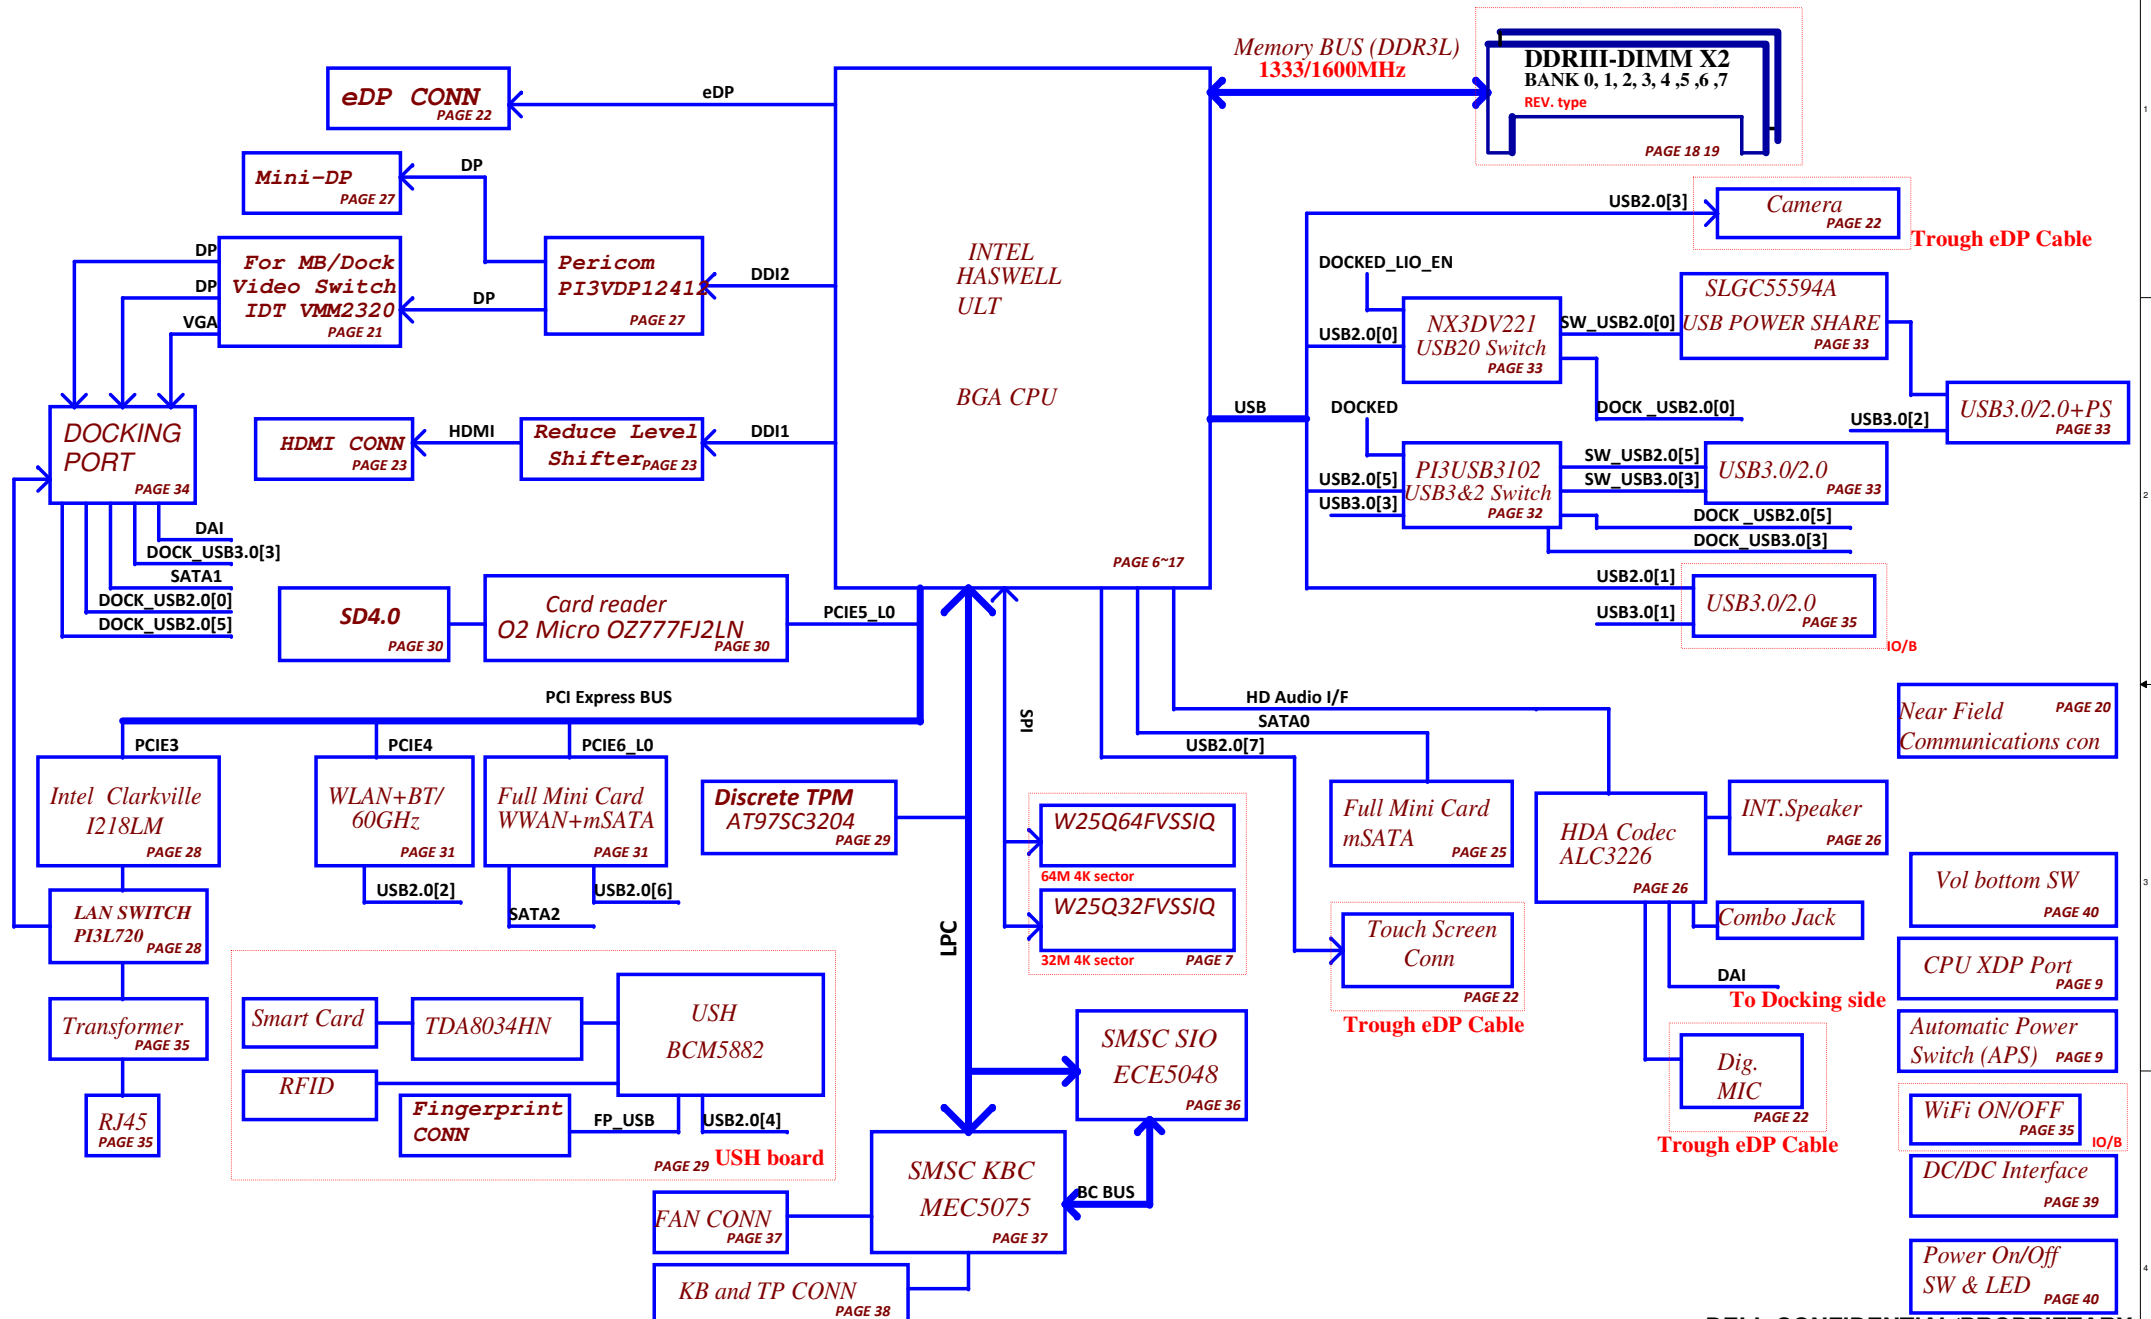 Memory BUS (DDR3L)
1333/1600MHz
DDRIII-DIMM X2
BANK 0, 1, 2, 3, 4 ,5 ,6 ,7
REV. type
PAGE 18 19
eDP CONN
PAGE 22
eDP
Mini-DP
PAGE 27
DP
For MB/Dock
Video Switch
IDT VMM2320
PAGE 21
DP
DP
VGA
DP
Pericom
PI3VDP12412
PAGE 27
DDI2
INTEL
HASWELL
ULT
BGA CPU
PAGE 6~17
USB2.0[3]
Camera
PAGE 22
Trough eDP Cable
DOCKED_LIO_EN
USB2.0[0]
NX3DV221
USB20 Switch
PAGE 33
SW_USB2.0[0]
SLGC55594A
USB POWER SHARE
PAGE 33
DOCK _USB2.0[0]
USB3.0[2]
USB3.0/2.0+PS
PAGE 33
USB
DOCKED
USB2.0[5]
USB3.0[3]
PI3USB3102
USB3&2 Switch
PAGE 32
SW_USB2.0[5]
SW_USB3.0[3]
USB3.0/2.0
PAGE 33
DOCK _USB2.0[5]
DOCK_USB3.0[3]
USB2.0[1]
USB3.0[1]
USB3.0/2.0
PAGE 35
IO/B
DOCKING
PORT
PAGE 34
HDMI CONN
PAGE 23
HDMI
Reduce Level
Shifter
PAGE 23
DDI1
DAI
DOCK_USB3.0[3]
SATA1
DOCK_USB2.0[0]
DOCK_USB2.0[5]
SD4.0
PAGE 30
Card reader
O2 Micro OZ777FJ2LN
PAGE 30
PCIE5_L0
PCI Express BUS
PCIE3
PCIE4
PCIE6_L0
SPI
HD Audio I/F
SATA0
USB2.0[7]
Near Field
Communications con
PAGE 20
Intel Clarkville
I218LM
PAGE 28
WLAN+BT/
60GHz
PAGE 31
USB2.0[2]
Full Mini Card
WWAN+mSATA
PAGE 31
USB2.0[6]
SATA2
Discrete TPM
AT97SC3204
PAGE 29
LPC
W25Q64FVSSIQ
64M 4K sector
W25Q32FVSSIQ
32M 4K sector
PAGE 7
Full Mini Card
mSATA
PAGE 25
HDA Codec
ALC3226
PAGE 26
INT.Speaker
PAGE 26
Combo Jack
DAI
To Docking side
Vol bottom SW
PAGE 40
CPU XDP Port
PAGE 9
Automatic Power
Switch (APS)
PAGE 9
LAN SWITCH
PI3L720
PAGE 28
Transformer
PAGE 35
RJ45
PAGE 35
Smart Card
TDA8034HN
USH
BCM5882
RFID
Fingerprint
CONN
FP_USB
USB2.0[4]
PAGE 29
USH board
Touch Screen
Conn
PAGE 22
Trough eDP Cable
SMSC SIO
ECE5048
PAGE 36
Dig.
MIC
PAGE 22
Trough eDP Cable
WiFi ON/OFF
PAGE 35
IO/B
SMSC KBC
MEC5075
PAGE 37
BC BUS
FAN CONN
PAGE 37
KB and TP CONN
PAGE 38
DC/DC Interface
PAGE 39
Power On/Off
SW & LED
PAGE 40
1
2
3
4
DELL CONFIDENTIAL/PROPRIETARY